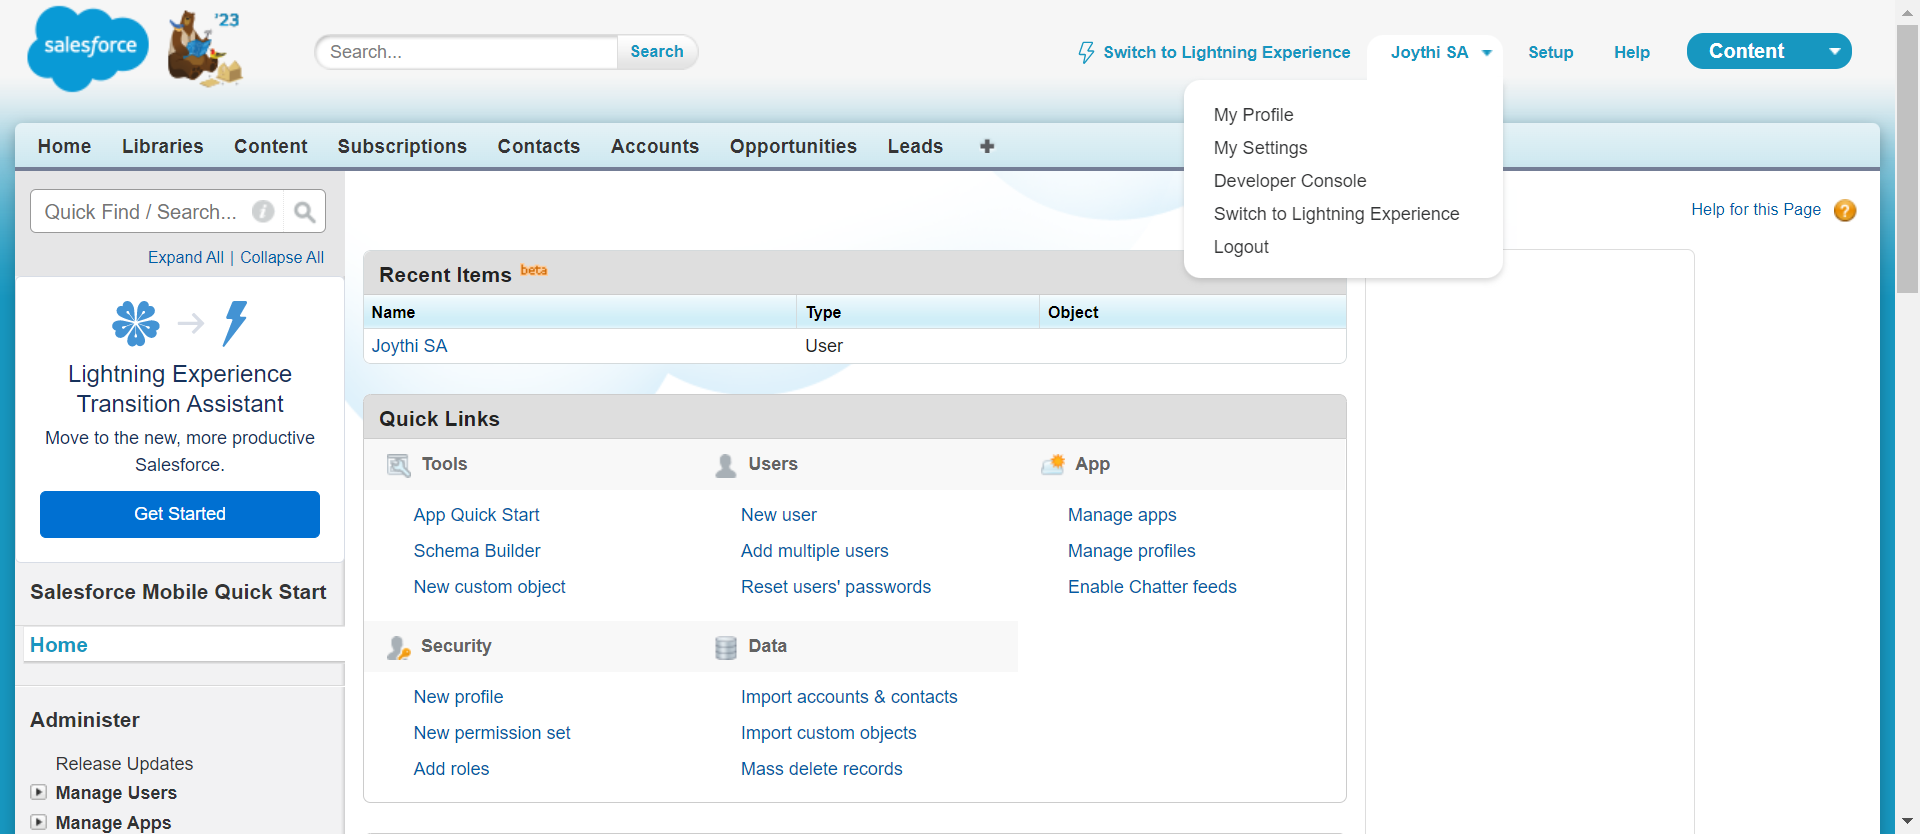 salesforce
'23
Search...
Search
Switch to Lightning Experience
Joythi SA
Setup
Help
Content
My Profile
My Settings
Developer Console
Switch to Lightning Experience
Logout
Home
Libraries
Content
Subscriptions
Contacts
Accounts
Opportunities
Leads
Quick Find / Search...
Expand All | Collapse All
Lightning Experience
Transition Assistant
Move to the new, more productive
Salesforce.
Get Started
Salesforce Mobile Quick Start
Home
Administer
Release Updates
Manage Users
Manage Apps
Help for this Page
Recent Items beta
Name
Type
Object
Joythi SA
User
Quick Links
Tools
App Quick Start
Schema Builder
New custom object
Users
New user
Add multiple users
Reset users' passwords
App
Manage apps
Manage profiles
Enable Chatter feeds
Security
New profile
New permission set
Add roles
Data
Import accounts & contacts
Import custom objects
Mass delete records